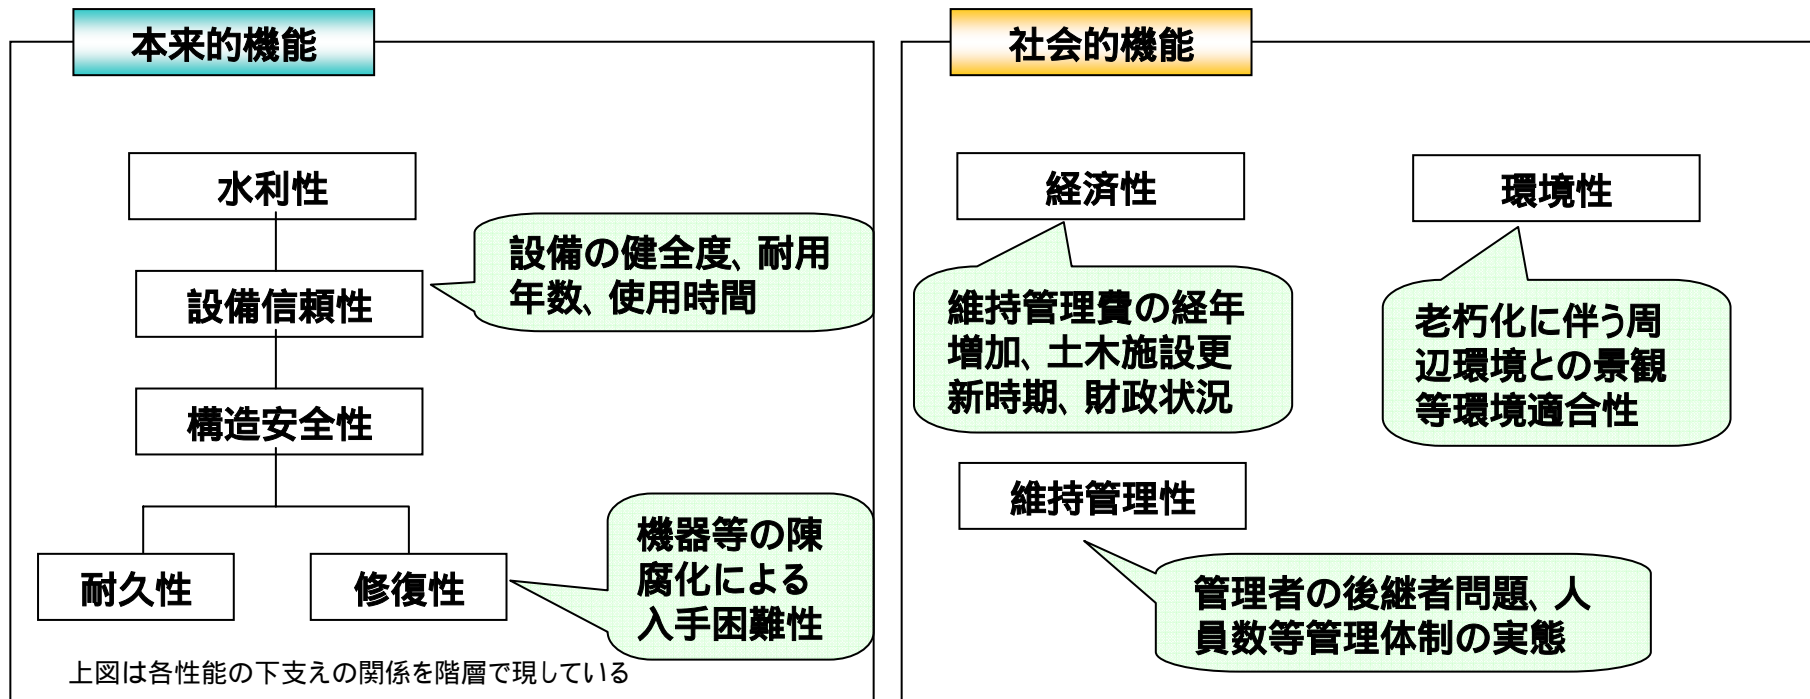 本来的機能
水利性
設備信頼性
設備の健全度、耐用
年数、使用時間
構造安全性
耐久性
修復性
機器等の陳
腐化による
入手困難性
上図は各性能の下支えの関係を階層で現している
社会的機能
経済性
維持管理費の経年
増加、土木施設更
新時期、財政状況
環境性
老朽化に伴う周
辺環境との景観
等環境適合性
維持管理性
管理者の後継者問題、人
員数等管理体制の実態